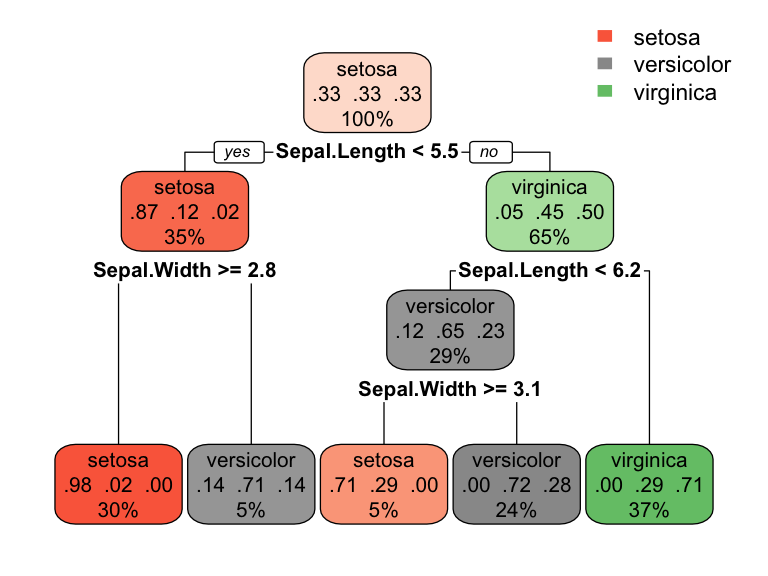 setosa
versicolor
virginica
setosa
.33 .33 .33
100%
yes Sepal.Length < 5.5 no
setosa
.87 .12 .02
35%
virginica
.05 .45 .50
65%
Sepal.Width >= 2.8
Sepal.Length < 6.2
versicolor
.12 .65 .23
29%
Sepal.Width >= 3.1
setosa
.98 .02 .00
30%
versicolor
.14 .71 .14
5%
setosa
.71 .29 .00
5%
versicolor
.00 .72 .28
24%
virginica
.00 .29 .71
37%